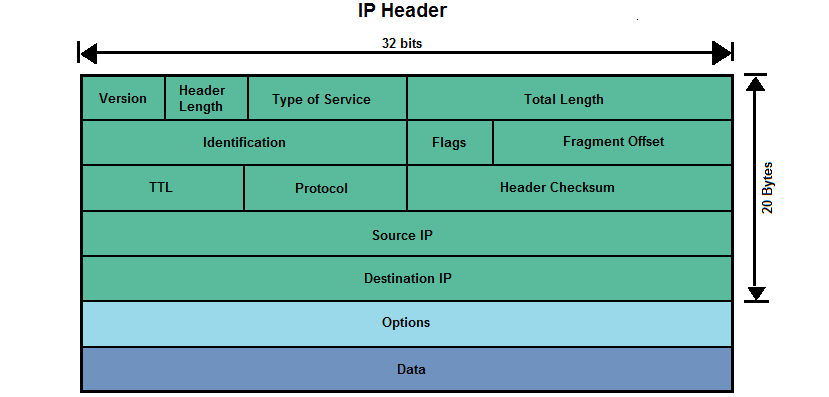 IP Header
32 bits
Version
Header
Length
Type of Service
Total Length
Identification
Flags
Fragment Offset
TTL
Protocol
Header Checksum
Source IP
Destination IP
20 Bytes
Options
Data